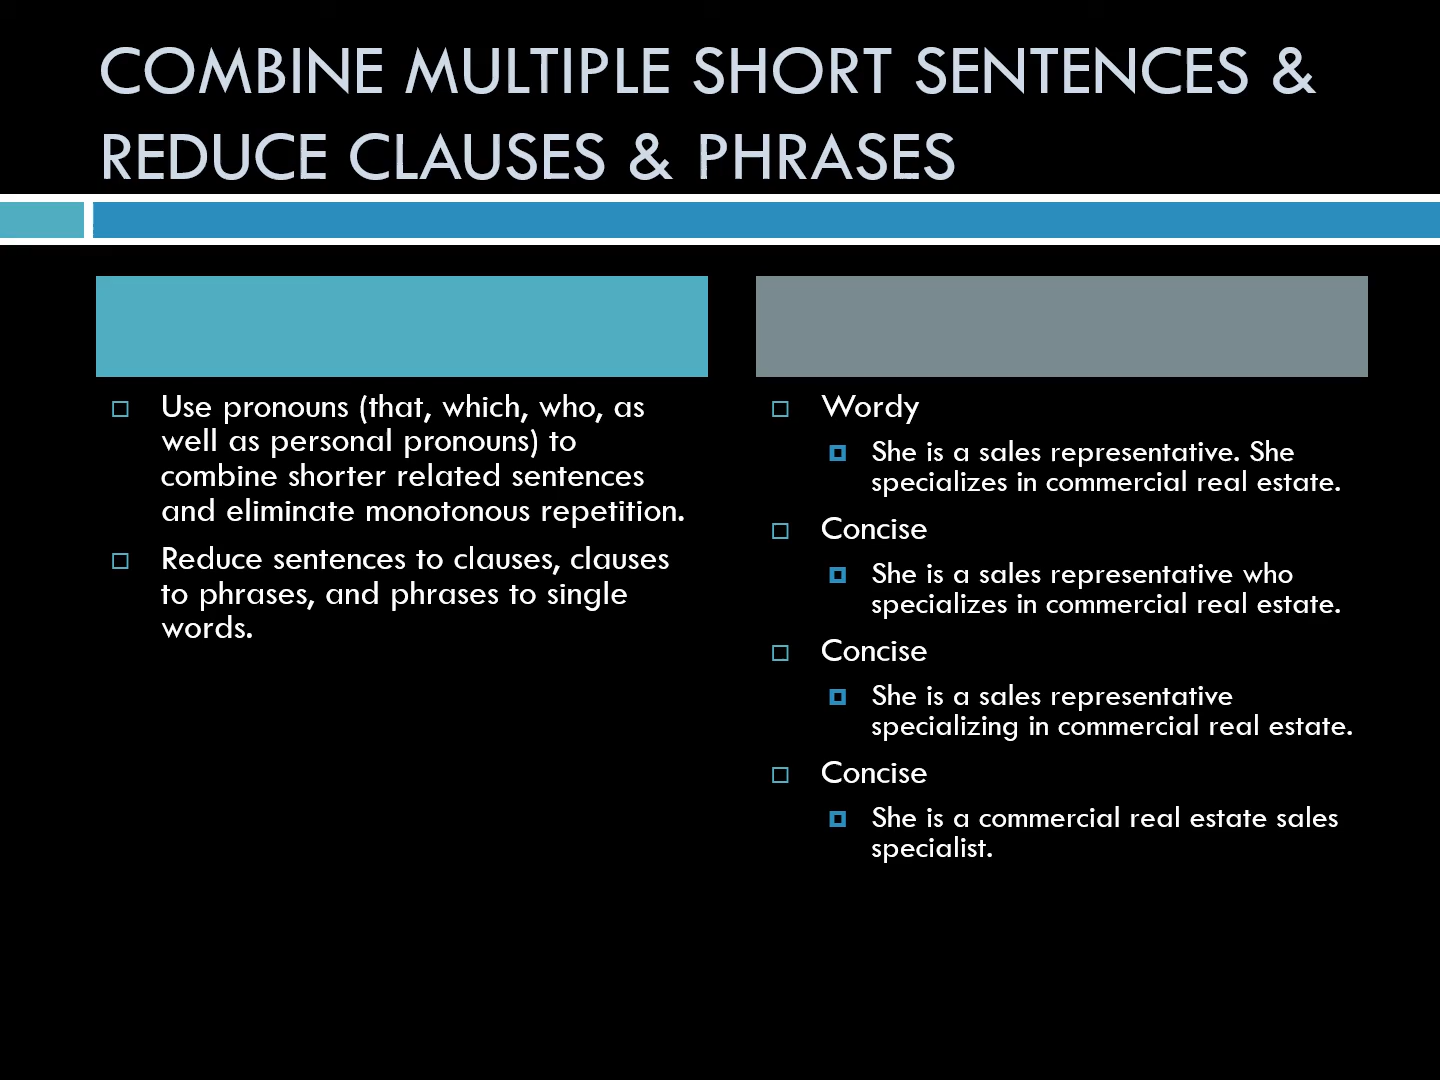 COMBINE MULTIPLE SHORT SENTENCES &
REDUCE CLAUSES & PHRASES
Use pronouns (that, which, who, as
well as personal pronouns) to
combine shorter related sentences
and eliminate monotonous repetition.
Reduce sentences to clauses, clauses
to phrases, and phrases to single
words.
Wordy
She is a sales representative. She
specializes in commercial real estate.
Concise
She is a sales representative who
specializes in commercial real estate.
Concise
She is a sales representative
specializing in commercial real estate.
Concise
She is a commercial real estate sales
specialist.